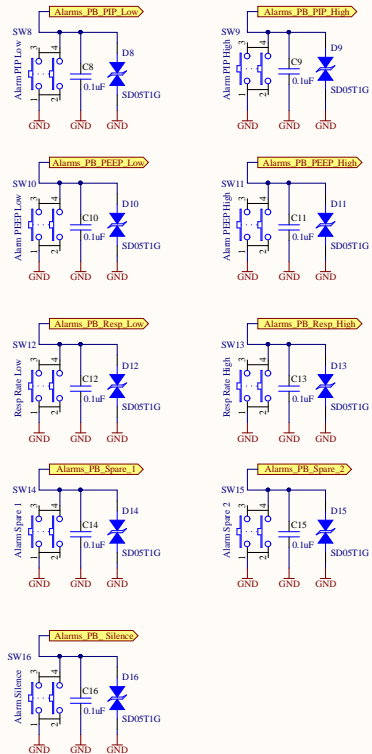 Alarms_PB_PIP_Low
SW8
Alarm PIP Low
3
4
1
2
C8
0.1uF
D8
SD05T1G
GND
GND
GND
Alarms_PB_PIP_High
SW9
Alarm PIP High
3
4
1
2
C9
0.1uF
D9
SD05T1G
GND
GND
GND
Alarms_PB_PEEP_Low
SW10
Alarm PEEP Low
3
4
1
2
C10
0.1uF
D10
SD05T1G
GND
GND
GND
Alarms_PB_PEEP_High
SW11
Alarm PEEP High
3
4
1
2
C11
0.1uF
D11
SD05T1G
GND
GND
GND
Alarms_PB_Resp_Low
SW12
Resp Rate Low
3
4
1
2
C12
0.1uF
D12
SD05T1G
GND
GND
GND
Alarms_PB_Resp_High
SW13
Resp Rate High
3
4
1
2
C13
0.1uF
D13
SD05T1G
GND
GND
GND
Alarms_PB_Spare_1
SW14
Alarm Spare 1
3
4
1
2
C14
0.1uF
D14
SD05T1G
GND
GND
GND
Alarms_PB_Spare_2
SW15
Alarm Spare 2
3
4
1
2
C15
0.1uF
D15
SD05T1G
GND
GND
GND
Alarms_PB_Silence
SW16
Alarm Silence
3
4
1
2
C16
0.1uF
D16
SD05T1G
GND
GND
GND